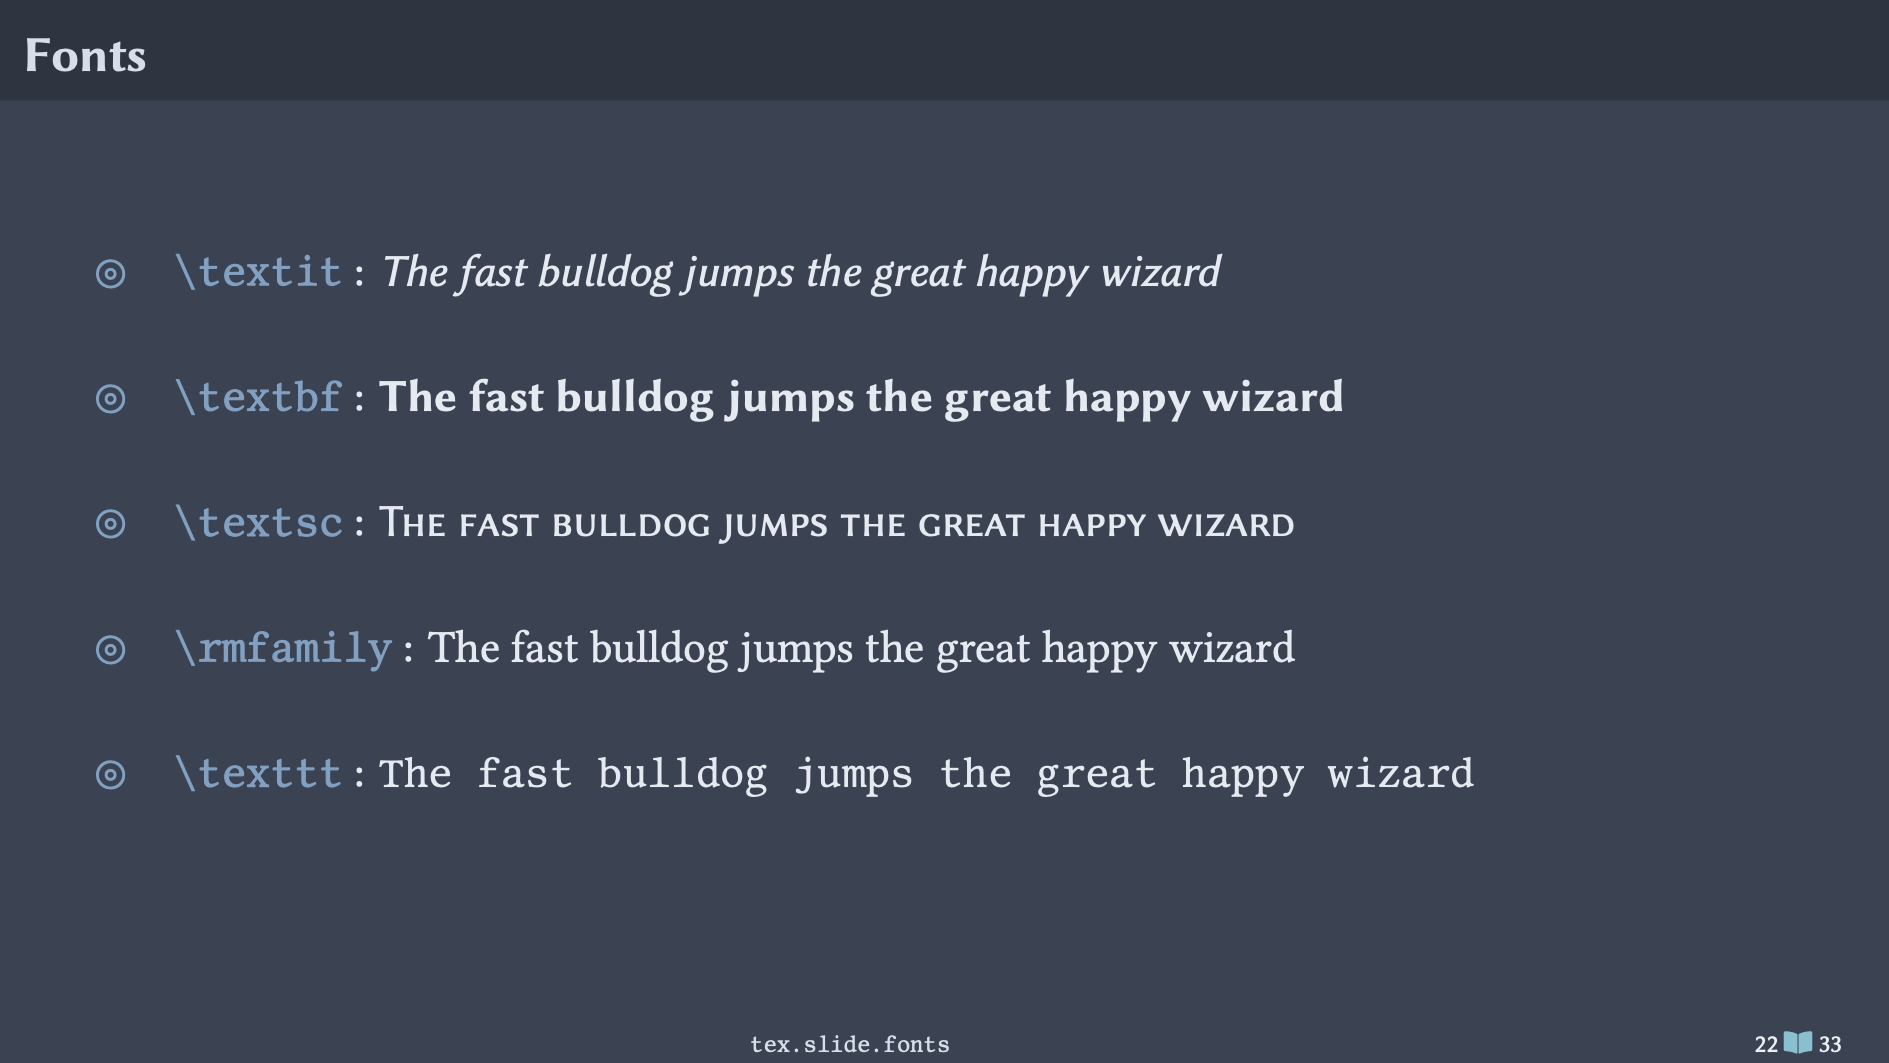 Fonts
◎ \textit : The fast bulldog jumps the great happy wizard
◎ \textbf : The fast bulldog jumps the great happy wizard
◎ \textsc : The fast bulldog jumps the great happy wizard
◎ \rmfamily : The fast bulldog jumps the great happy wizard
◎ \texttt : The fast bulldog jumps the great happy wizard
tex.slide.fonts
22 33